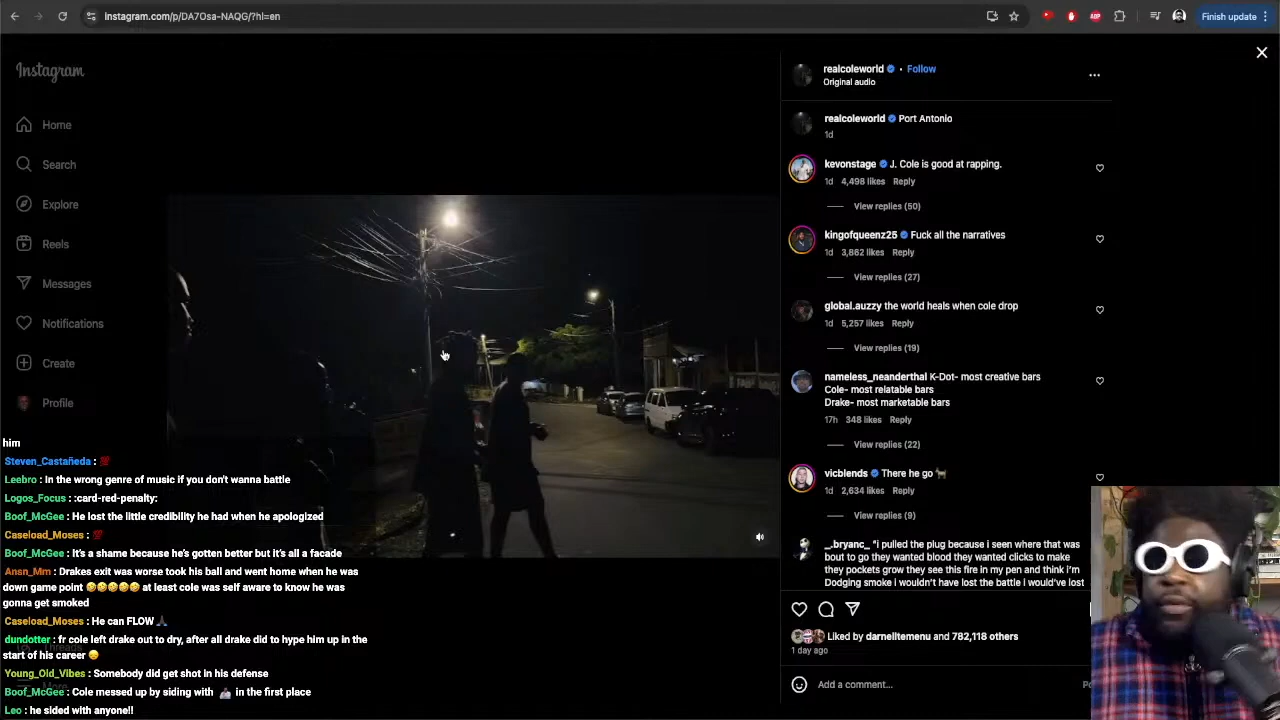 instagram.com/p/DA7Osa-NAQG/?hl=en
ABP
Finish update
Instagram
Home
Search
Explore
Reels
Messages
Notifications
Create
Profile
realcoleworld • Follow
Original audio
realcoleworld Port Antonio
1d
kevonstage J. Cole is good at rapping.
1d 4,498 likes Reply
View replies (50)
kingofqueenz25 Fuck all the narratives
1d 3,862 likes Reply
View replies (27)
global.auzzy the world heals when cole drop
1d 5,257 likes Reply
View replies (19)
nameless_neanderthal K-Dot- most creative bars
Cole- most relatable bars
Drake- most marketable bars
17h 348 likes Reply
View replies (22)
vicblends There he go 🐐
1d 2,634 likes Reply
View replies (9)
_.bryanc_ "i pulled the plug because i seen where that was
bout to go they wanted blood they wanted clicks to make
they pockets grow they see this fire in my pen and think i'm
Dodging smoke i wouldn't have lost the battle i would've lost
Liked by darnelltemenu and 782,118 others
1 day ago
Add a comment...
him
Steven_Castañeda : 💯
Leebro : In the wrong genre of music if you don't wanna battle
Logos_Focus : :card-red-penalty:
Boof_McGee : He lost the little credibility he had when he apologized
Caseload_Moses : 💯
Boof_McGee : It's a shame because he's gotten better but it's all a facade
Ansn_Mm : Drakes exit was worse took his ball and went home when he was
down game point 🤣🤣🤣🤣🤣 at least cole was self aware to know he was
gonna get smoked
Caseload_Moses : He can FLOW 🙏🏾
dundotter : fr cole left drake out to dry, after all drake did to hype him up in the
start of his career 😞
Threads
Young_Old_Vibes : Somebody did get shot in his defense
More
Boof_McGee : Cole messed up by siding with in the first place
Leo : he sided with anyone!!